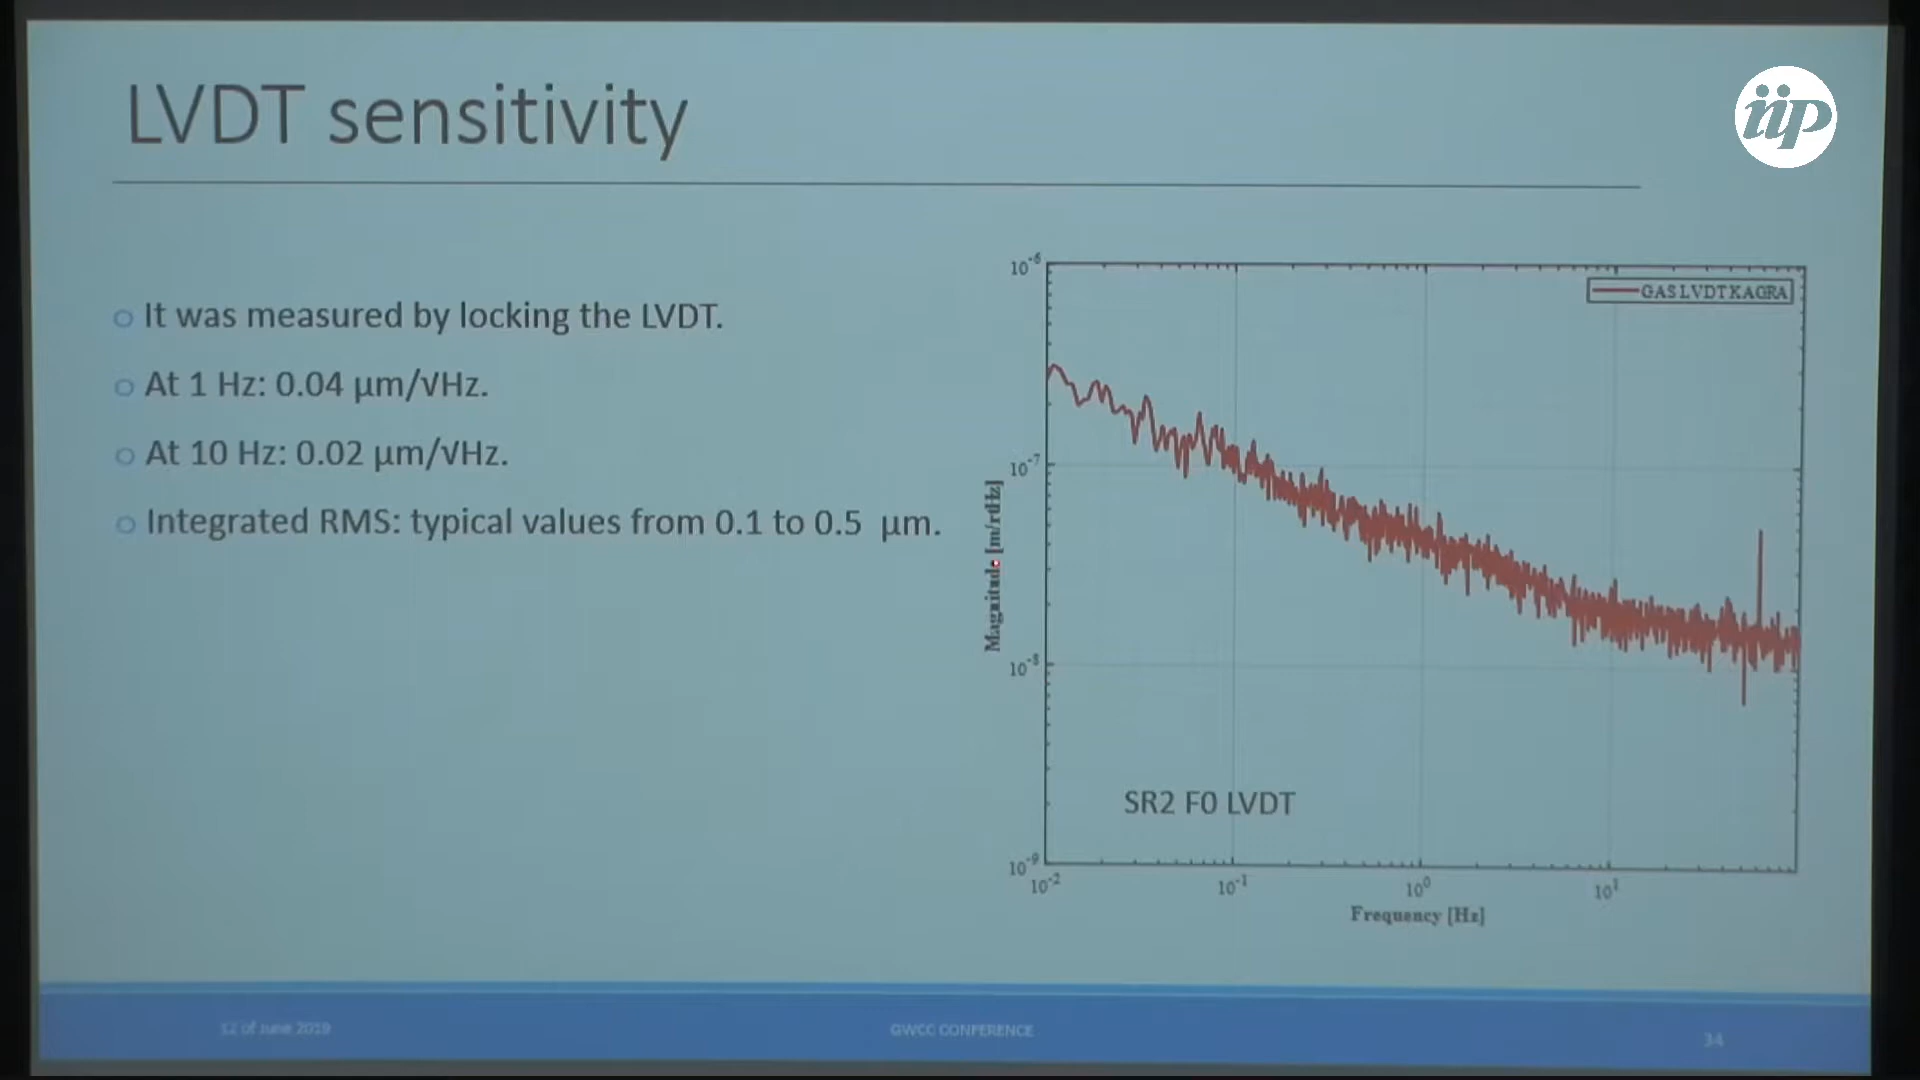 LVDT sensitivity
iip
It was measured by locking the LVDT.
At 1 Hz: 0.04 µm/√Hz.
At 10 Hz: 0.02 µm/√Hz.
Integrated RMS: typical values from 0.1 to 0.5 µm.
GAS LVDT KAGRA
10⁻⁶
10⁻⁷
10⁻⁸
10⁻⁹
Magnitude [m/rtHz]
SR2 F0 LVDT
10⁻² 10⁻¹ 10⁰ 10¹
Frequency [Hz]
12 of June 2019 GWCC CONFERENCE 34